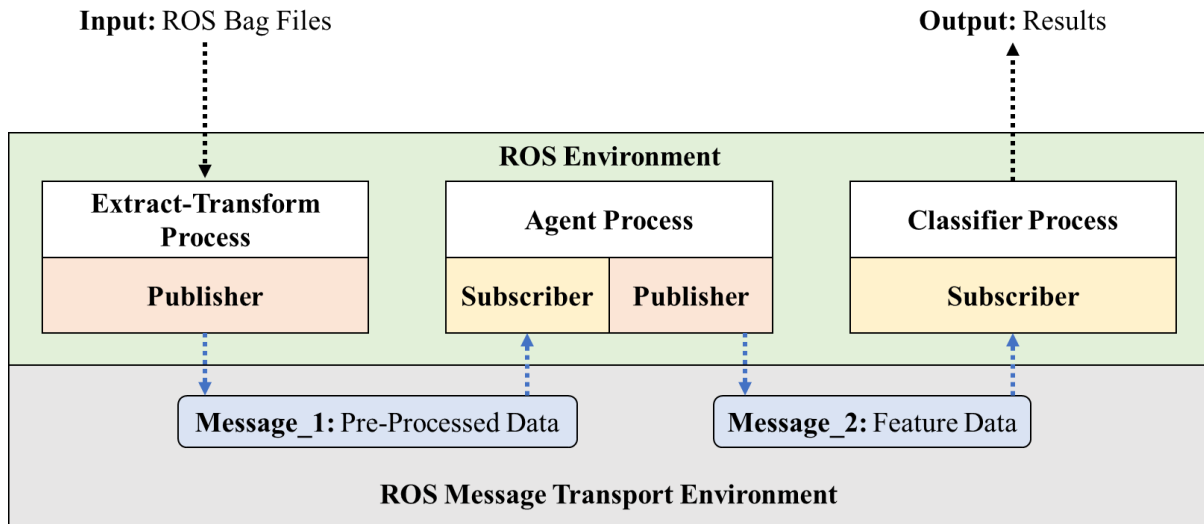 Input: ROS Bag Files
Output: Results
ROS Environment
Extract-Transform
Process
Agent Process
Classifier Process
Publisher
Subscriber
Publisher
Subscriber
Message_1: Pre-Processed Data
Message_2: Feature Data
ROS Message Transport Environment